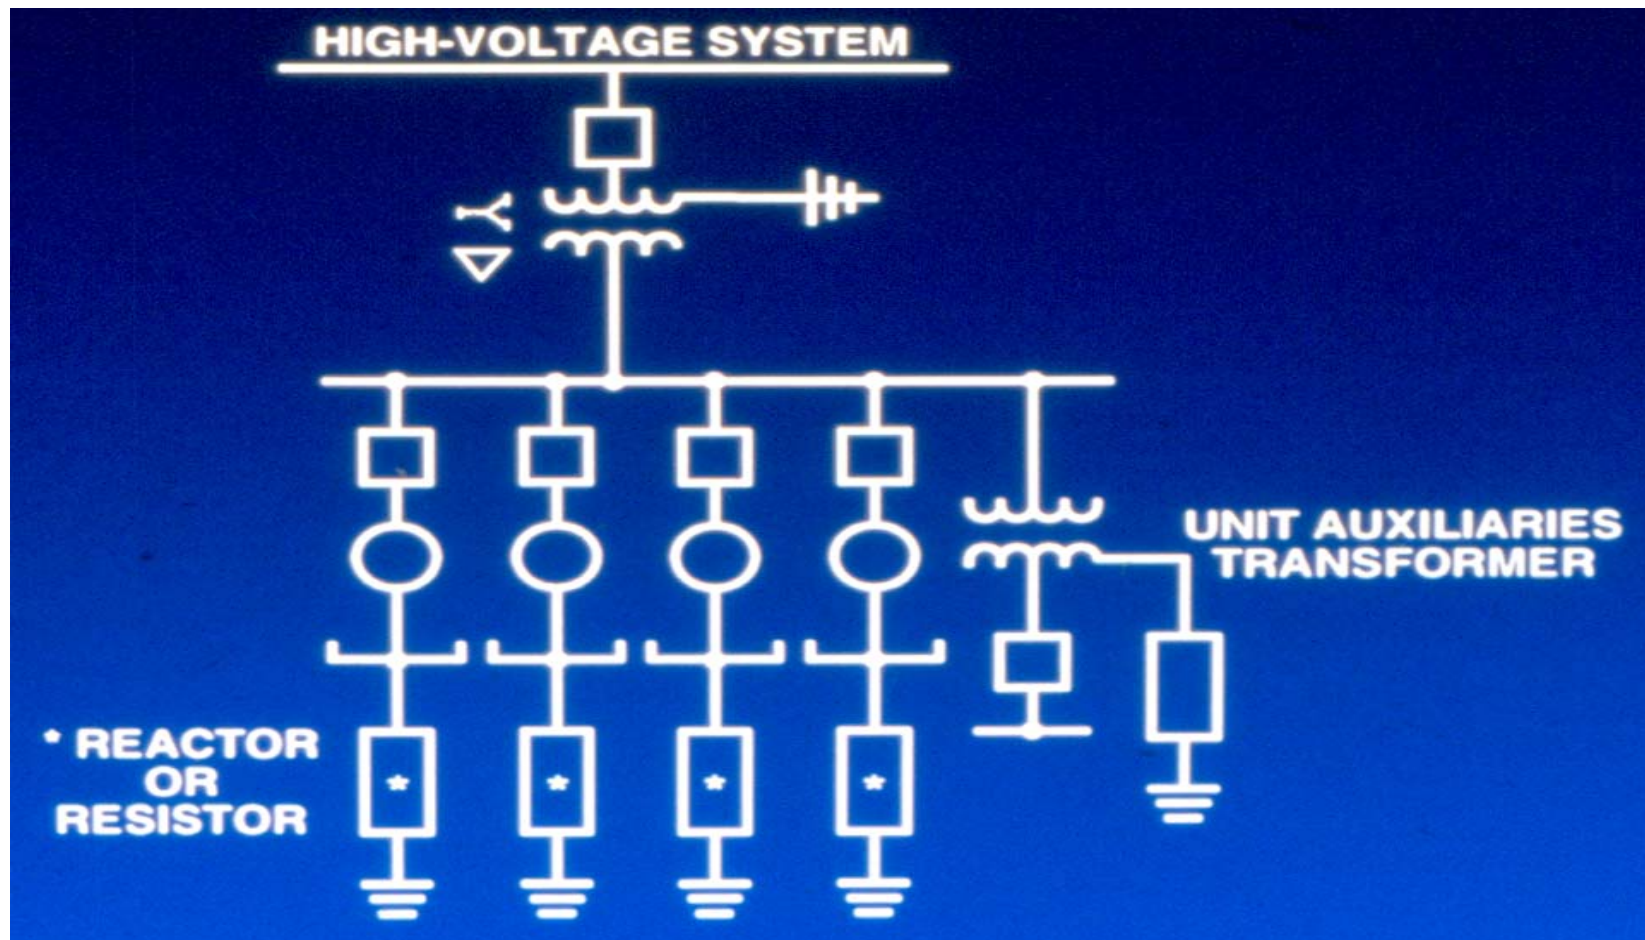 HIGH-VOLTAGE SYSTEM
UNIT AUXILIARIES
TRANSFORMER
* REACTOR
OR
RESISTOR
*
*
*
*